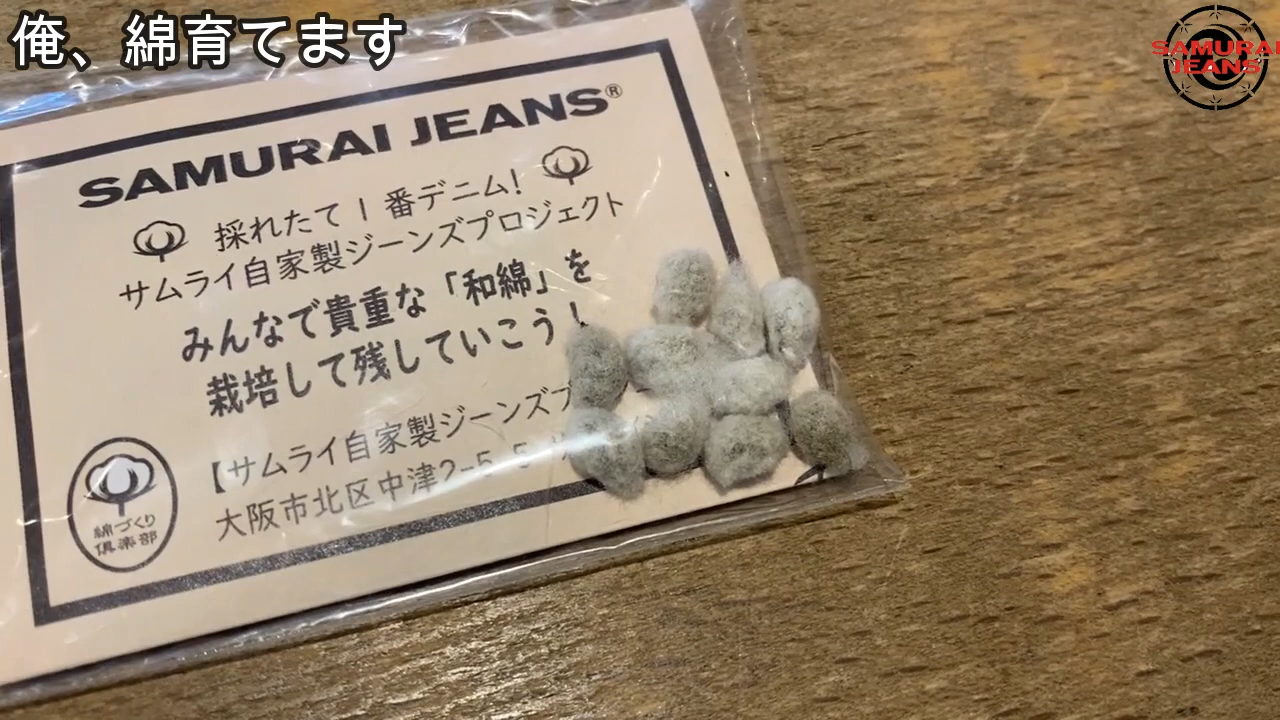 俺、綿育てます
SAMURAI
JEANS
SAMURAI JEANS®
採れたて1番デニム!
サムライ自家製ジーンズプロジェクト
みんなで貴重な「和綿」を
栽培して残していこう!
【サムライ自家製ジーンズプ
大阪市北区中津2-5
綿づくり
倶楽部